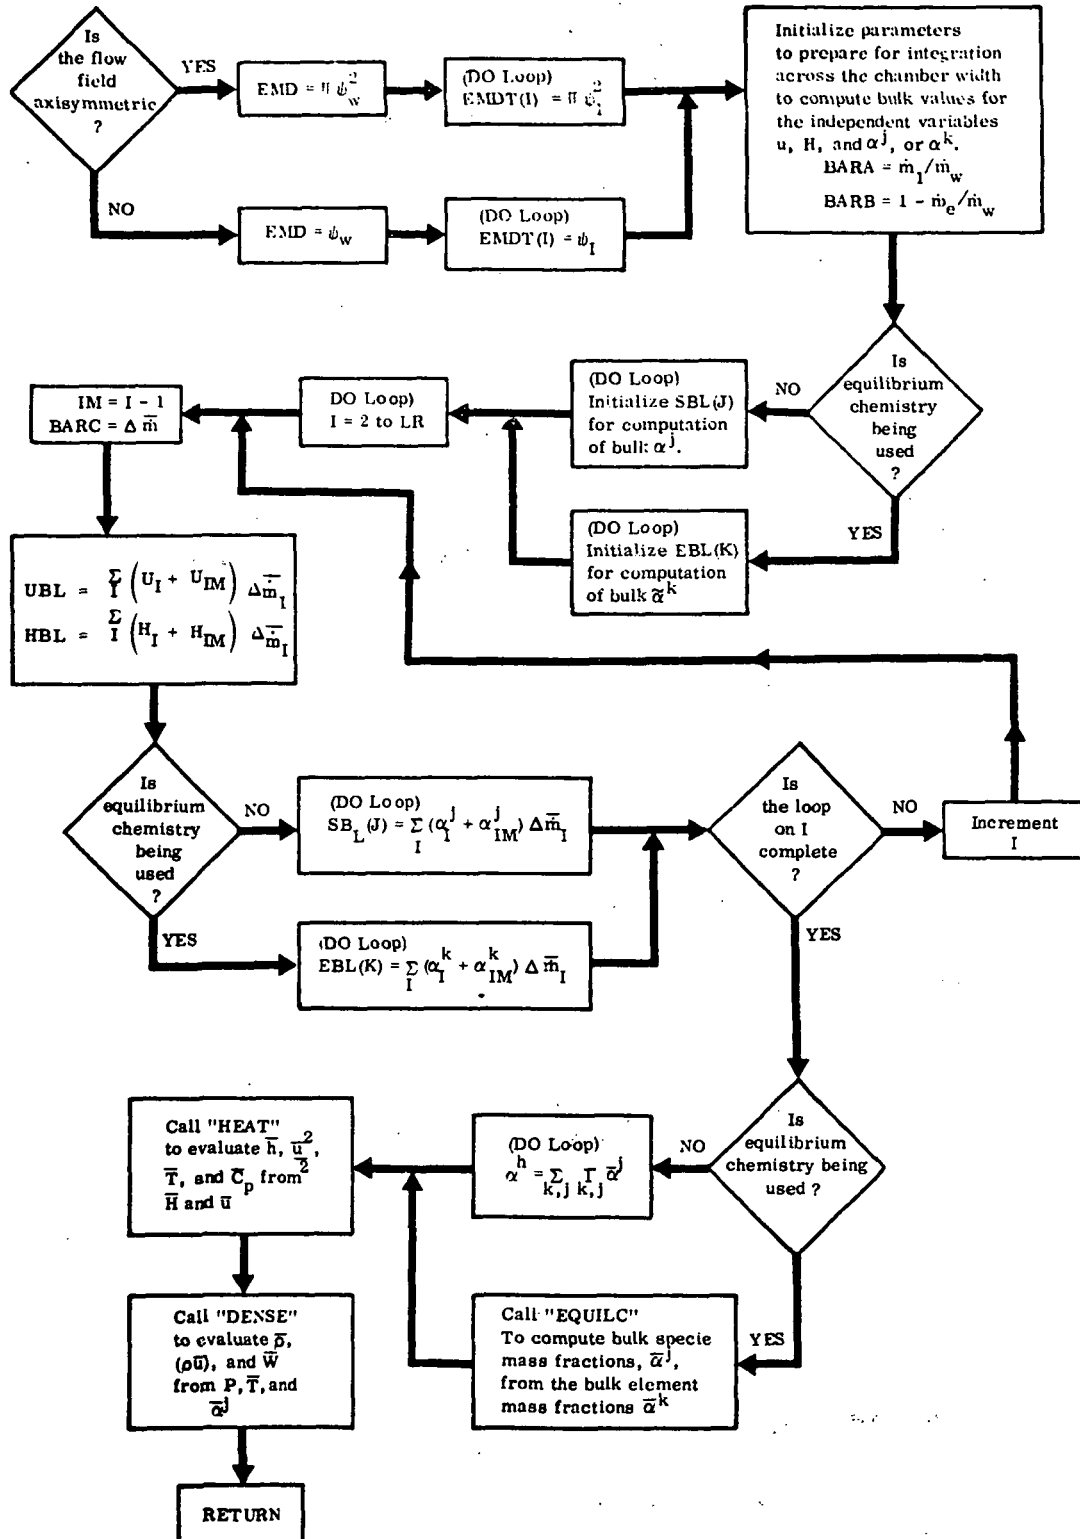 Is
the flow
field
axisymmetric
?
YES
EMD = π ψ_w^2
(DO Loop)
EMDT(I) = π ψ_I^2
NO
EMD = ψ_w
(DO Loop)
EMDT(I) = ψ_I
Initialize parameters
to prepare for integration
across the chamber width
to compute bulk values for
the independent variables
u, H, and α^j, or α^k.
BARA = ṁ_1/ṁ_w
BARB = 1 - ṁ_e/ṁ_w
Is
equilibrium
chemistry
being
used
?
NO
(DO Loop)
Initialize SBL(J)
for computation
of bulk α^j.
YES
(DO Loop)
Initialize EBL(K)
for computation
of bulk α̃^k
DO Loop)
I = 2 to LR
IM = I - 1
BARC = Δ m̄
UBL = Σ_I (U_I + U_IM) Δṁ̄_I
HBL = Σ_I (H_I + H_IM) Δṁ̄_I
Is
equilibrium
chemistry
being
used
?
NO
(DO Loop)
SB_L(J) = Σ_I (α_I^j + α_IM^j) Δm̄_I
YES
(DO Loop)
EBL(K) = Σ_I (α_I^k + α_IM^k) Δ m̄_I
Is
the loop
on I
complete
?
NO
Increment
I
YES
Is
equilibrium
chemistry being
used ?
NO
(DO Loop)
α^h = Σ_k,j Γ_k,j ᾱ^j
YES
Call "EQUILC"
To compute bulk specie
mass fractions, ᾱ^j,
from the bulk element
mass fractions ᾱ^k
Call "HEAT"
to evaluate h̄, ū^2,
T̄, and C̄_p from 2
H̄ and ū
Call "DENSE"
to evaluate ρ̄,
(ρū), and W̄
from P, T̄, and
ᾱ^j
RETURN